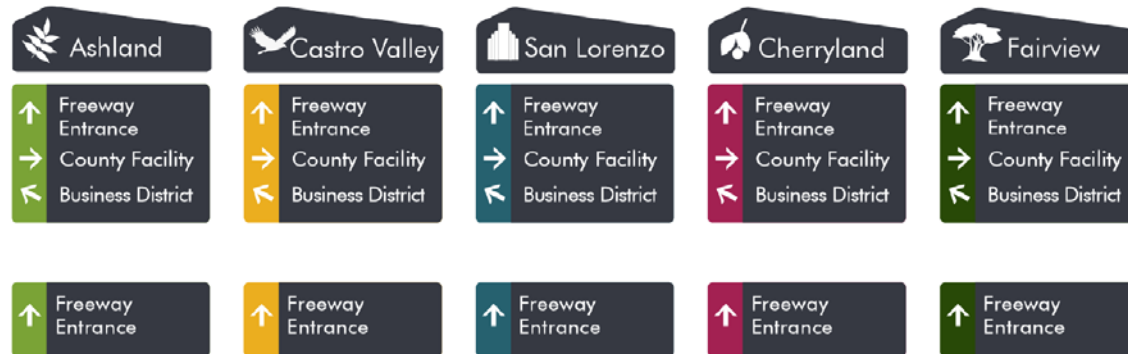 Ashland
Castro Valley
San Lorenzo
Cherryland
Fairview
Freeway
Entrance
County Facility
Business District
Freeway
Entrance
County Facility
Business District
Freeway
Entrance
County Facility
Business District
Freeway
Entrance
County Facility
Business District
Freeway
Entrance
County Facility
Business District
Freeway
Entrance
Freeway
Entrance
Freeway
Entrance
Freeway
Entrance
Freeway
Entrance